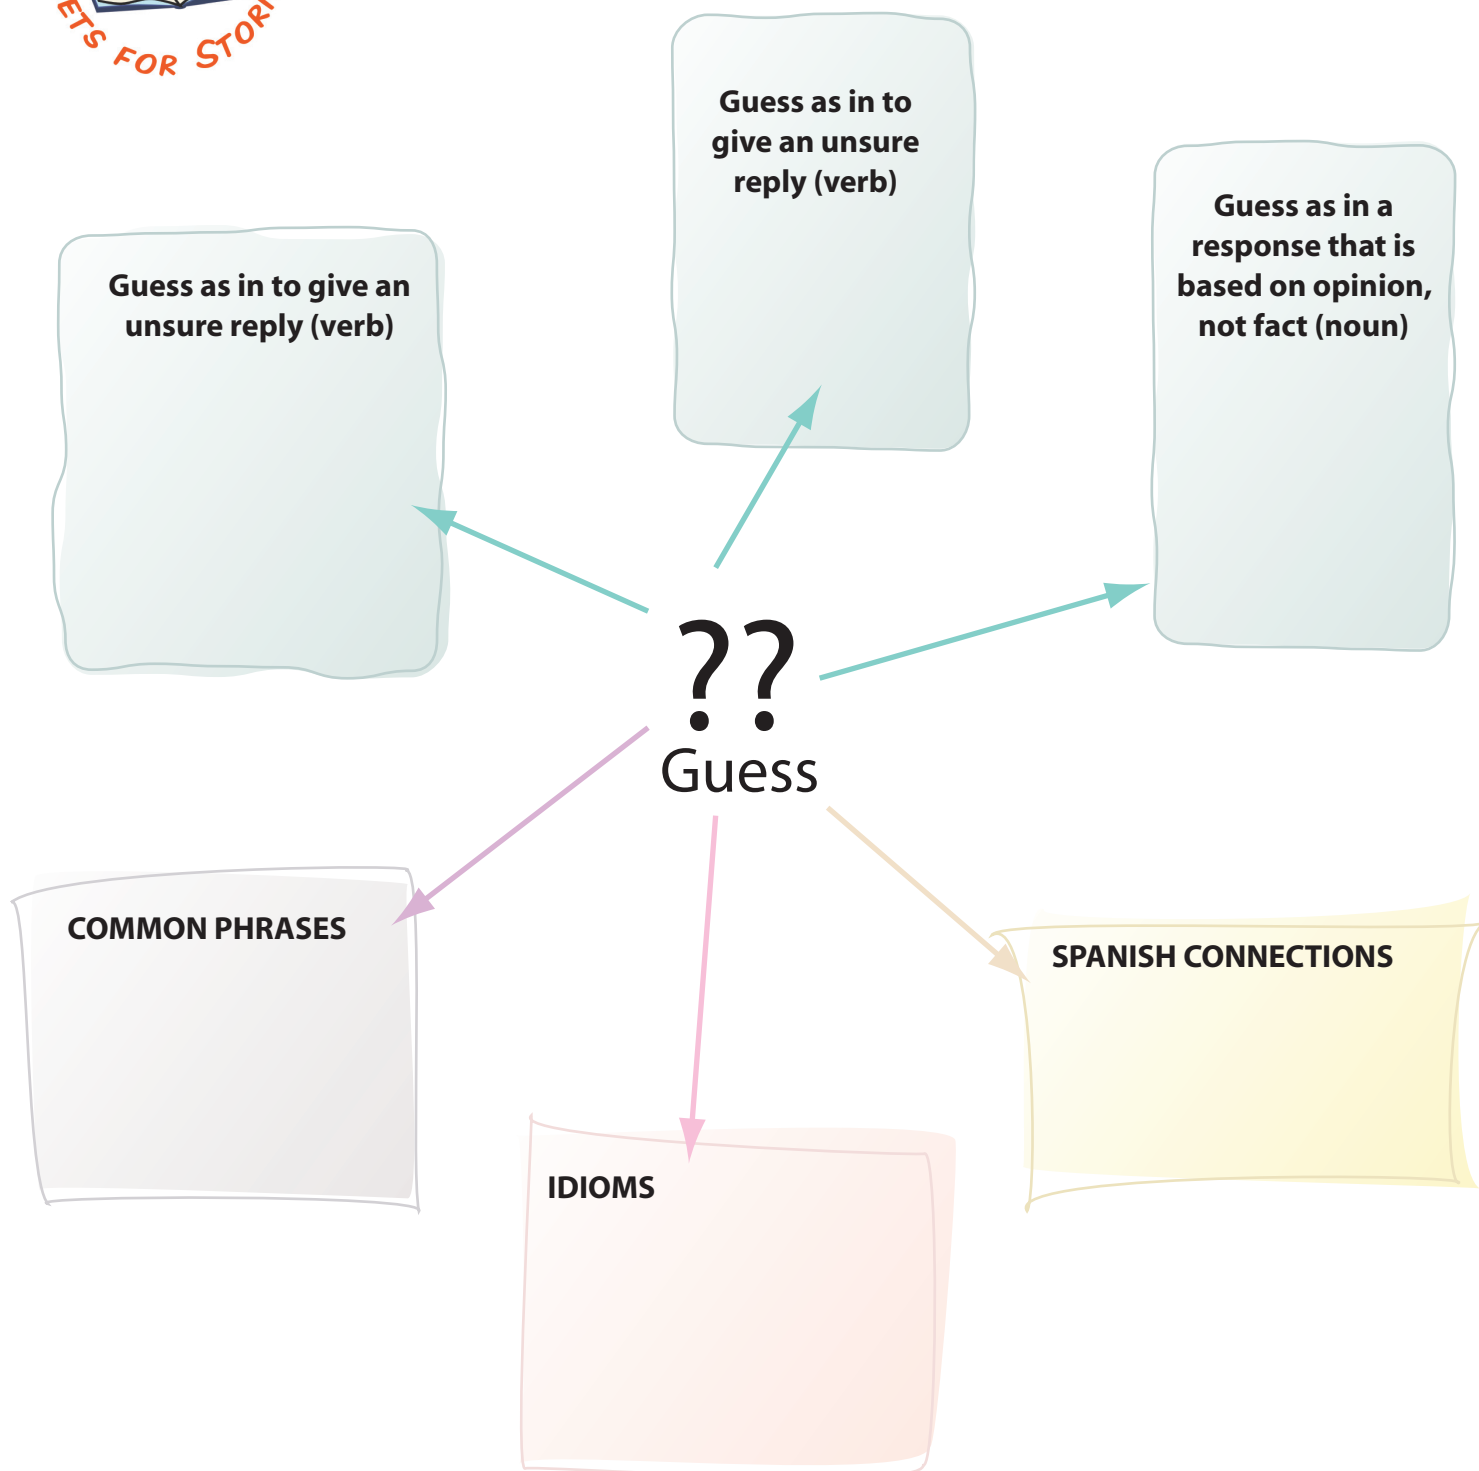 ETS FOR STORI
Guess as in to
give an unsure
reply (verb)
Guess as in a
response that is
based on opinion,
not fact (noun)
Guess as in to give an
unsure reply (verb)
??
Guess
COMMON PHRASES
SPANISH CONNECTIONS
IDIOMS